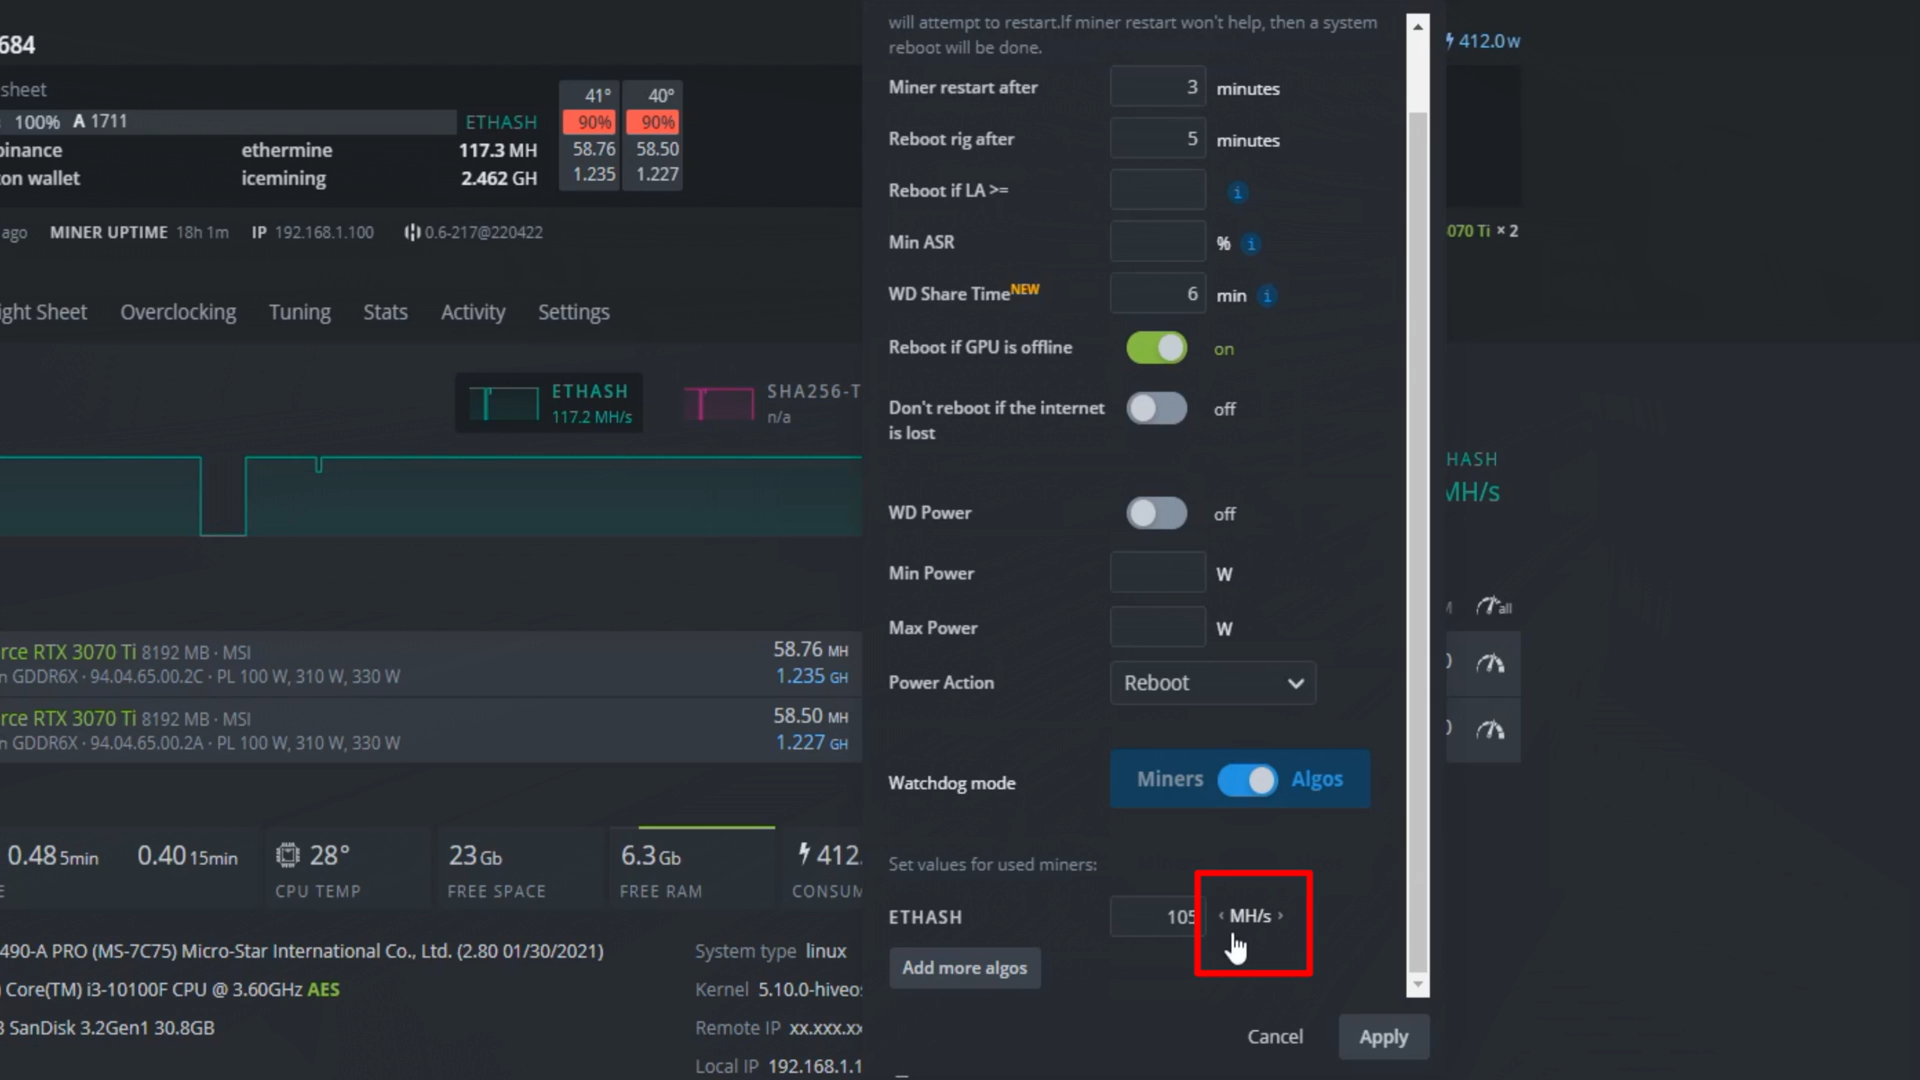 will attempt to restart.If miner restart won't help, then a system
reboot will be done.
684
412.0 w
sheet
41° 40°
Miner restart after 3 minutes
100% A 1711 ETHASH 90% 90%
binance ethermine 117.3 MH 58.76 58.50
Reboot rig after 5 minutes
on wallet icemining 2.462 GH 1.235 1.227
Reboot if LA >= i
ago MINER UPTIME 18h 1m IP 192.168.1.100 0.6-217@220422
070 Ti × 2
Min ASR % i
WD Share Time NEW 6 min i
ght Sheet Overclocking Tuning Stats Activity Settings
Reboot if GPU is offline on
ETHASH
117.2 MH/s
SHA256-T
n/a
Don't reboot if the internet
is lost
off
HASH
MH/s
WD Power off
Min Power W
all
Max Power W
rce RTX 3070 Ti 8192 MB · MSI 58.76 MH
n GDDR6X · 94.04.65.00.2C · PL 100 W, 310 W, 330 W 1.235 GH
Power Action Reboot
rce RTX 3070 Ti 8192 MB · MSI 58.50 MH
n GDDR6X · 94.04.65.00.2A · PL 100 W, 310 W, 330 W 1.227 GH
Watchdog mode Miners Algos
0.48 5min 0.40 15min 28° 23 Gb 6.3 Gb 412.
E CPU TEMP FREE SPACE FREE RAM CONSUM
Set values for used miners:
ETHASH 105 ‹ MH/s ›
Add more algos
490-A PRO (MS-7C75) Micro-Star International Co., Ltd. (2.80 01/30/2021)
System type linux
) Core(TM) i3-10100F CPU @ 3.60GHz AES
Kernel 5.10.0-hiveos
B SanDisk 3.2Gen1 30.8GB
Remote IP xx.xxx.xx
Local IP 192.168.1.1
Cancel Apply